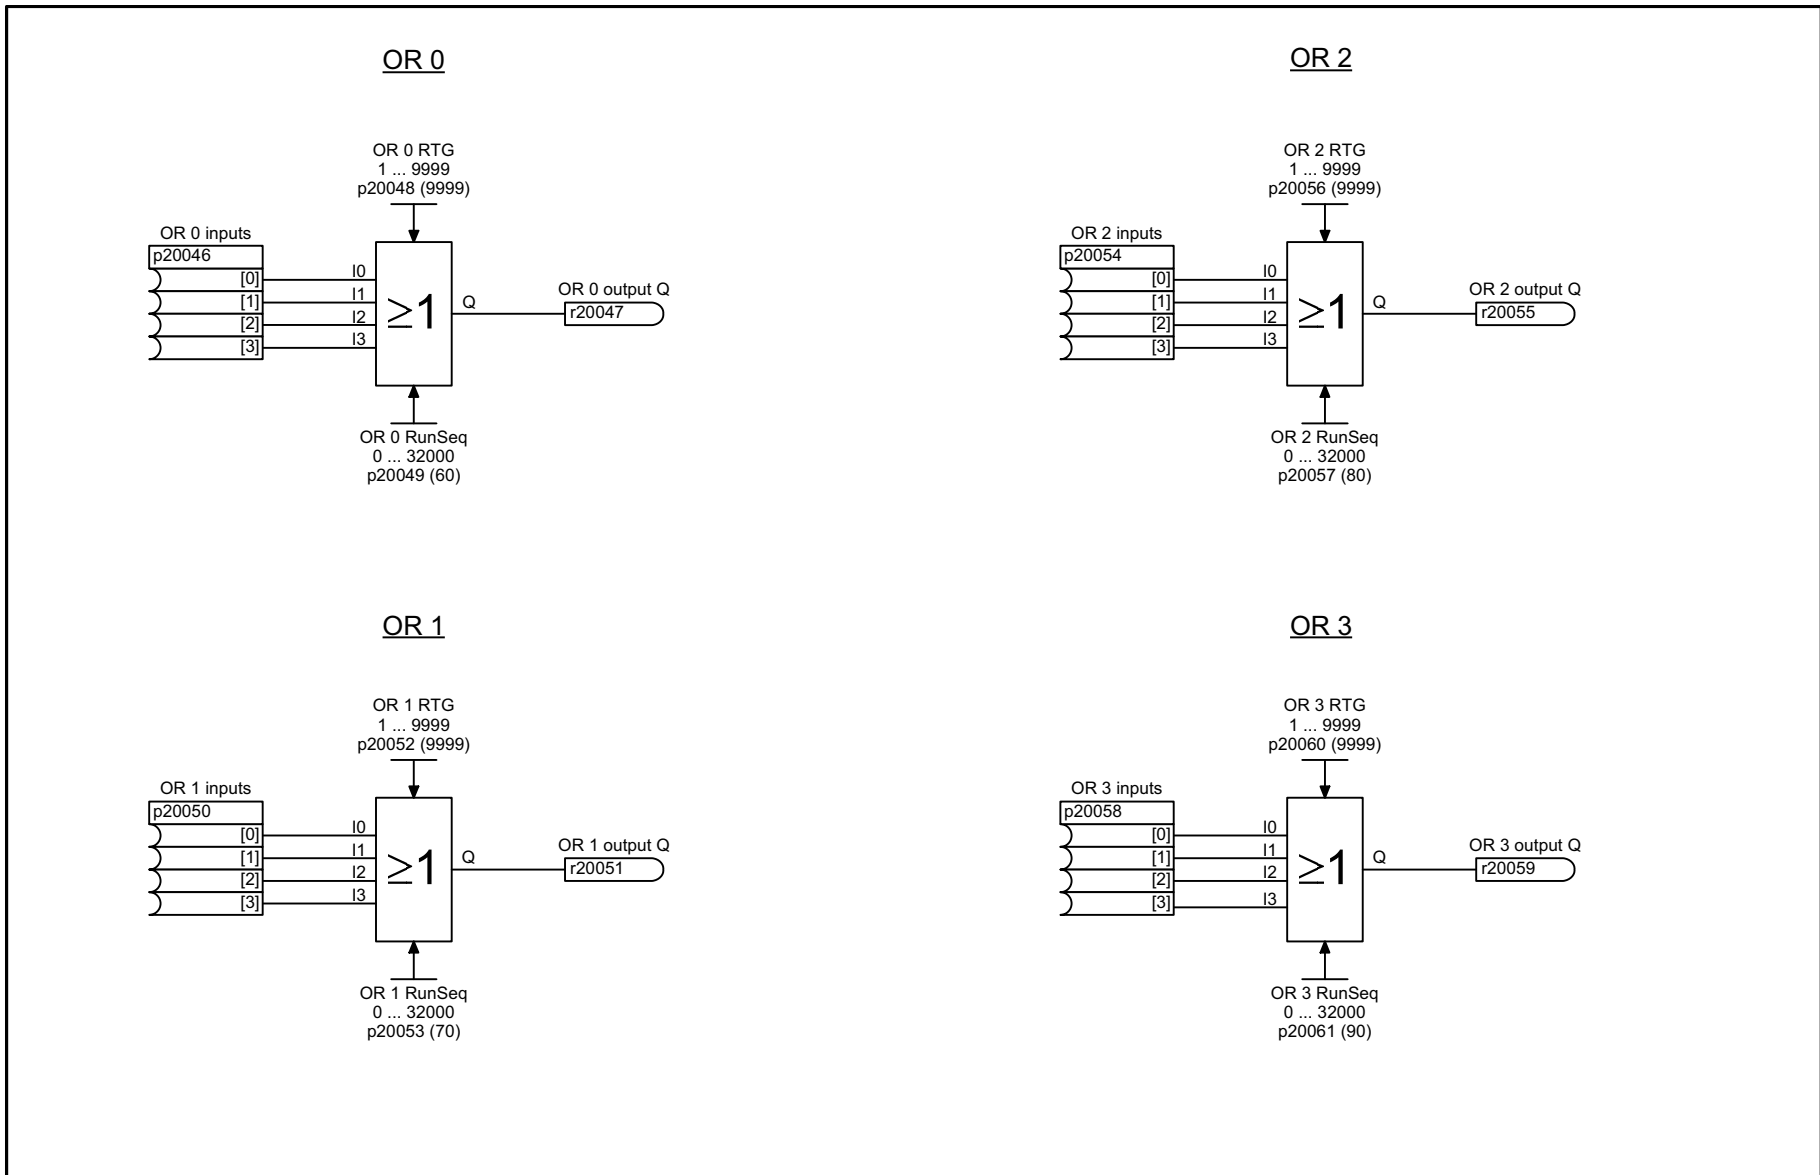 OR 0
OR 0 RTG
1 ... 9999
p20048 (9999)
OR 0 inputs
p20046
[0]
[1]
[2]
[3]
I0
I1
I2
I3
≥1
Q
OR 0 output Q
r20047
OR 0 RunSeq
0 ... 32000
p20049 (60)
OR 2
OR 2 RTG
1 ... 9999
p20056 (9999)
OR 2 inputs
p20054
[0]
[1]
[2]
[3]
I0
I1
I2
I3
≥1
Q
OR 2 output Q
r20055
OR 2 RunSeq
0 ... 32000
p20057 (80)
OR 1
OR 1 RTG
1 ... 9999
p20052 (9999)
OR 1 inputs
p20050
[0]
[1]
[2]
[3]
I0
I1
I2
I3
≥1
Q
OR 1 output Q
r20051
OR 1 RunSeq
0 ... 32000
p20053 (70)
OR 3
OR 3 RTG
1 ... 9999
p20060 (9999)
OR 3 inputs
p20058
[0]
[1]
[2]
[3]
I0
I1
I2
I3
≥1
Q
OR 3 output Q
r20059
OR 3 RunSeq
0 ... 32000
p20061 (90)